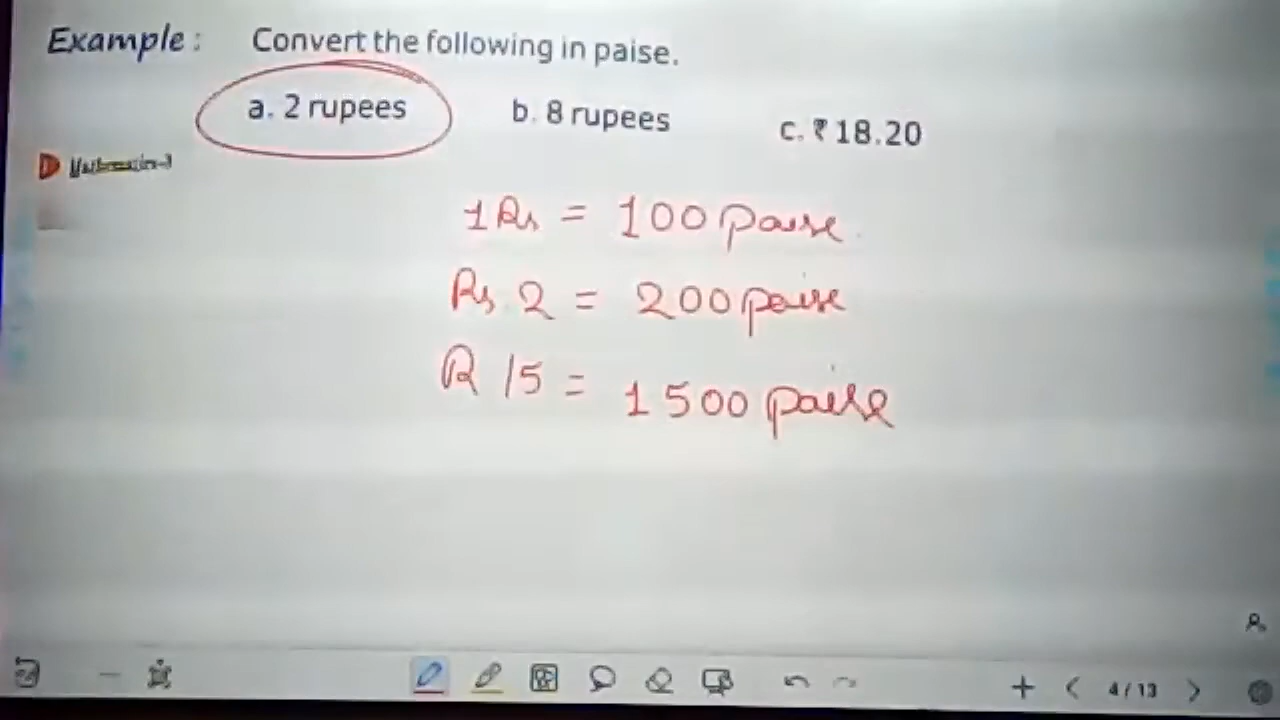 Example : Convert the following in paise.
a. 2 rupees b. 8 rupees c. ₹ 18.20
1 Rs = 100 paise
Rs 2 = 200 paise
R 15 = 1500 paise
4 / 13